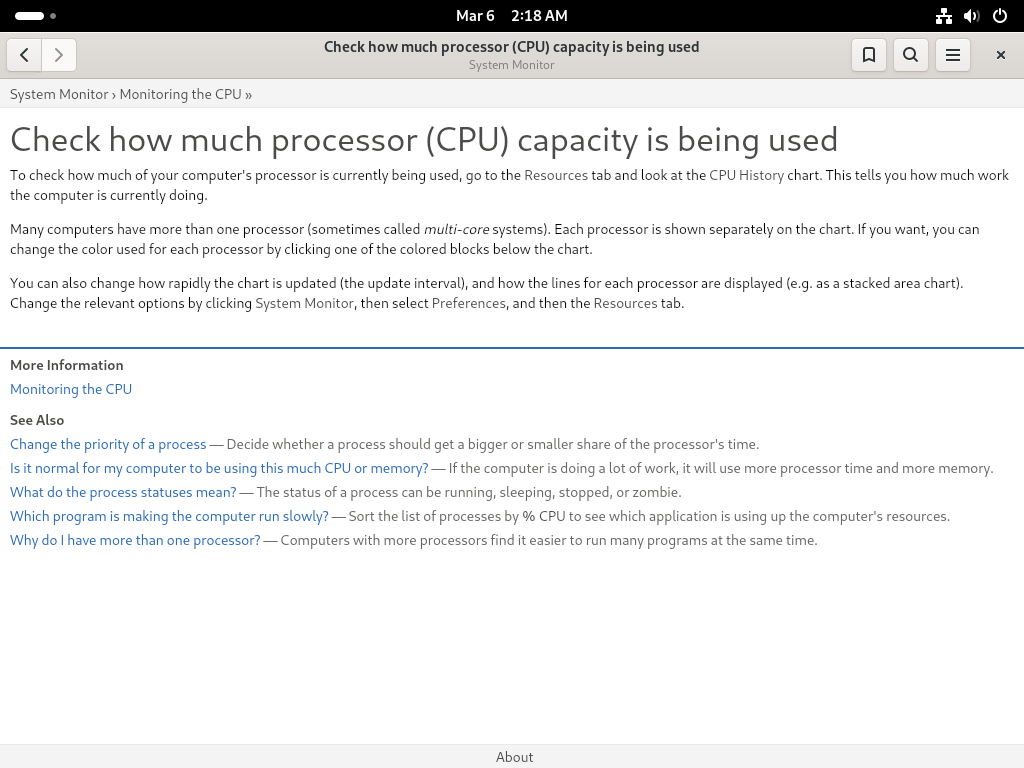 Mar 6 2:18 AM
Check how much processor (CPU) capacity is being used
System Monitor
System Monitor › Monitoring the CPU »
Check how much processor (CPU) capacity is being used
To check how much of your computer's processor is currently being used, go to the Resources tab and look at the CPU History chart. This tells you how much work
the computer is currently doing.
Many computers have more than one processor (sometimes called multi-core systems). Each processor is shown separately on the chart. If you want, you can
change the color used for each processor by clicking one of the colored blocks below the chart.
You can also change how rapidly the chart is updated (the update interval), and how the lines for each processor are displayed (e.g. as a stacked area chart).
Change the relevant options by clicking System Monitor, then select Preferences, and then the Resources tab.
More Information
Monitoring the CPU
See Also
Change the priority of a process — Decide whether a process should get a bigger or smaller share of the processor's time.
Is it normal for my computer to be using this much CPU or memory? — If the computer is doing a lot of work, it will use more processor time and more memory.
What do the process statuses mean? — The status of a process can be running, sleeping, stopped, or zombie.
Which program is making the computer run slowly? — Sort the list of processes by % CPU to see which application is using up the computer's resources.
Why do I have more than one processor? — Computers with more processors find it easier to run many programs at the same time.
About